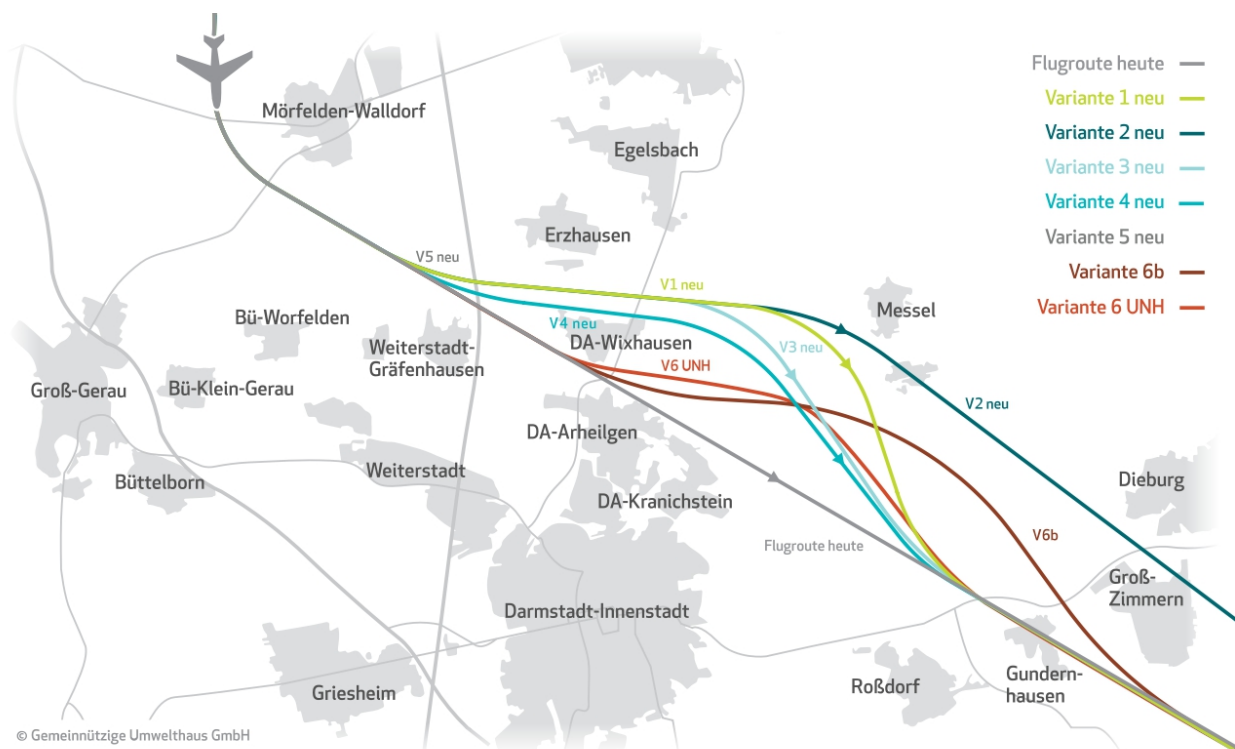 Flugroute heute
Mörfelden-Walldorf
Variante 1 neu
Variante 2 neu
Egelsbach
Variante 3 neu
Variante 4 neu
Erzhausen
Variante 5 neu
V5 neu
Variante 6b
V1 neu
Variante 6 UNH
Messel
Bü-Worfelden
V4 neu
DA-Wixhausen
V3 neu
Weiterstadt-
Gräfenhausen
V6 UNH
Groß-Gerau
Bü-Klein-Gerau
V2 neu
DA-Arheilgen
Weiterstadt
Büttelborn
Dieburg
DA-Kranichstein
V6b
Flugroute heute
Groß-
Zimmern
Darmstadt-Innenstadt
Gundern-
hausen
Roßdorf
Griesheim
© Gemeinnützige Umwelthaus GmbH